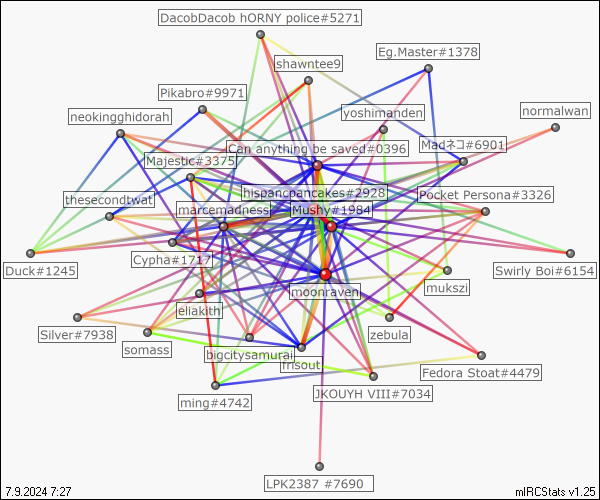 DacobDacob hORNY police#5271
Eg.Master#1378
shawntee9
Pikabro#9971
normalwan
yoshimanden
neokingghidorah
Madネコ#6901
Can anything be saved#0396
Majestic#3375
hispancpancakes#2928
Pocket Persona#3326
thesecondtwat
marcemadness
Mushy#1984
Cypha#1717
Duck#1245
Swirly Boi#6154
mukszi
moonraven
eliakith
Silver#7938
zebula
somass
bigcitysamurai
frisout
Fedora Stoat#4479
JKOUYH VIII#7034
ming#4742
LPK2387 #7690
7.9.2024 7:27
mIRCStats v1.25